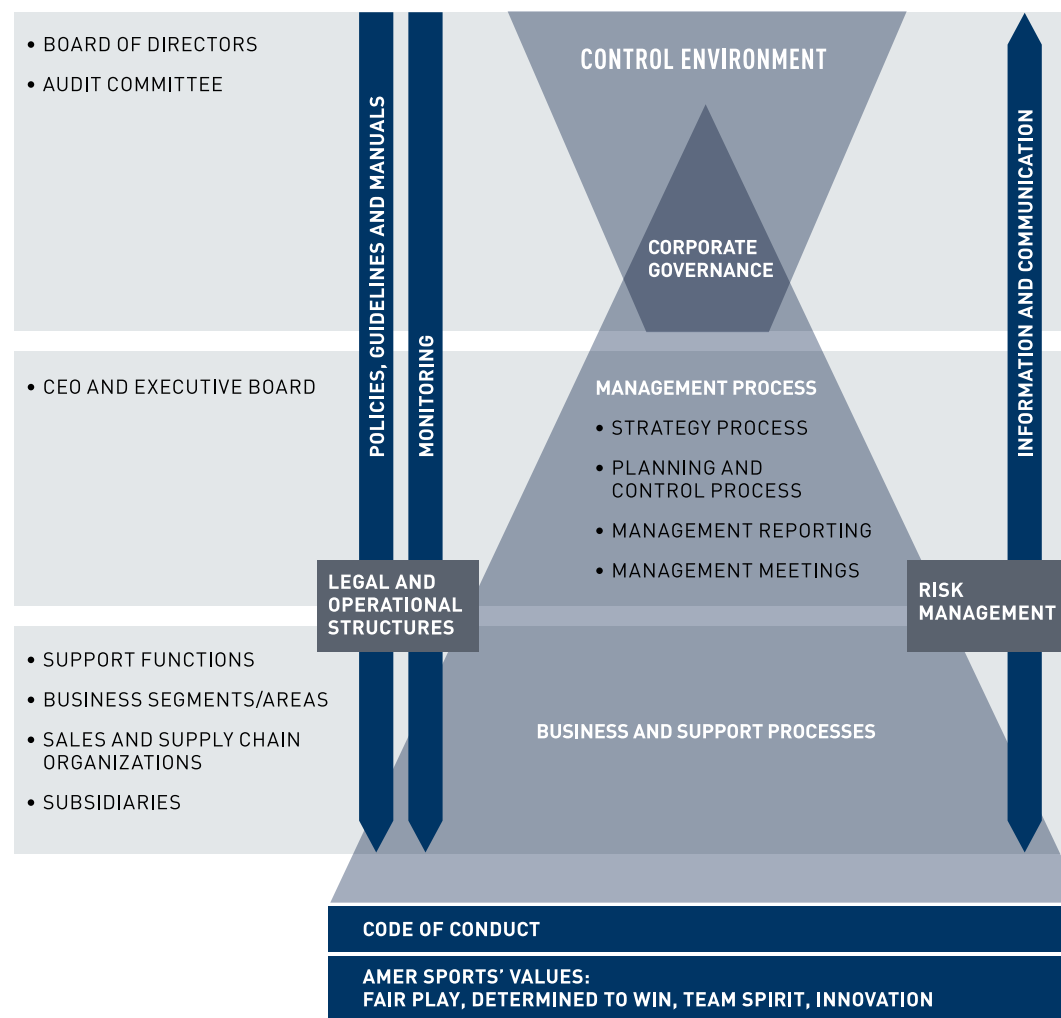 • BOARD OF DIRECTORS
• AUDIT COMMITTEE
POLICIES, GUIDELINES AND MANUALS
MONITORING
CONTROL ENVIRONMENT
CORPORATE
GOVERNANCE
INFORMATION AND COMMUNICATION
• CEO AND EXECUTIVE BOARD
MANAGEMENT PROCESS
• STRATEGY PROCESS
• PLANNING AND
CONTROL PROCESS
• MANAGEMENT REPORTING
• MANAGEMENT MEETINGS
LEGAL AND
OPERATIONAL
STRUCTURES
RISK
MANAGEMENT
• SUPPORT FUNCTIONS
• BUSINESS SEGMENTS/AREAS
• SALES AND SUPPLY CHAIN
ORGANIZATIONS
• SUBSIDIARIES
BUSINESS AND SUPPORT PROCESSES
CODE OF CONDUCT
AMER SPORTS’ VALUES:
FAIR PLAY, DETERMINED TO WIN, TEAM SPIRIT, INNOVATION